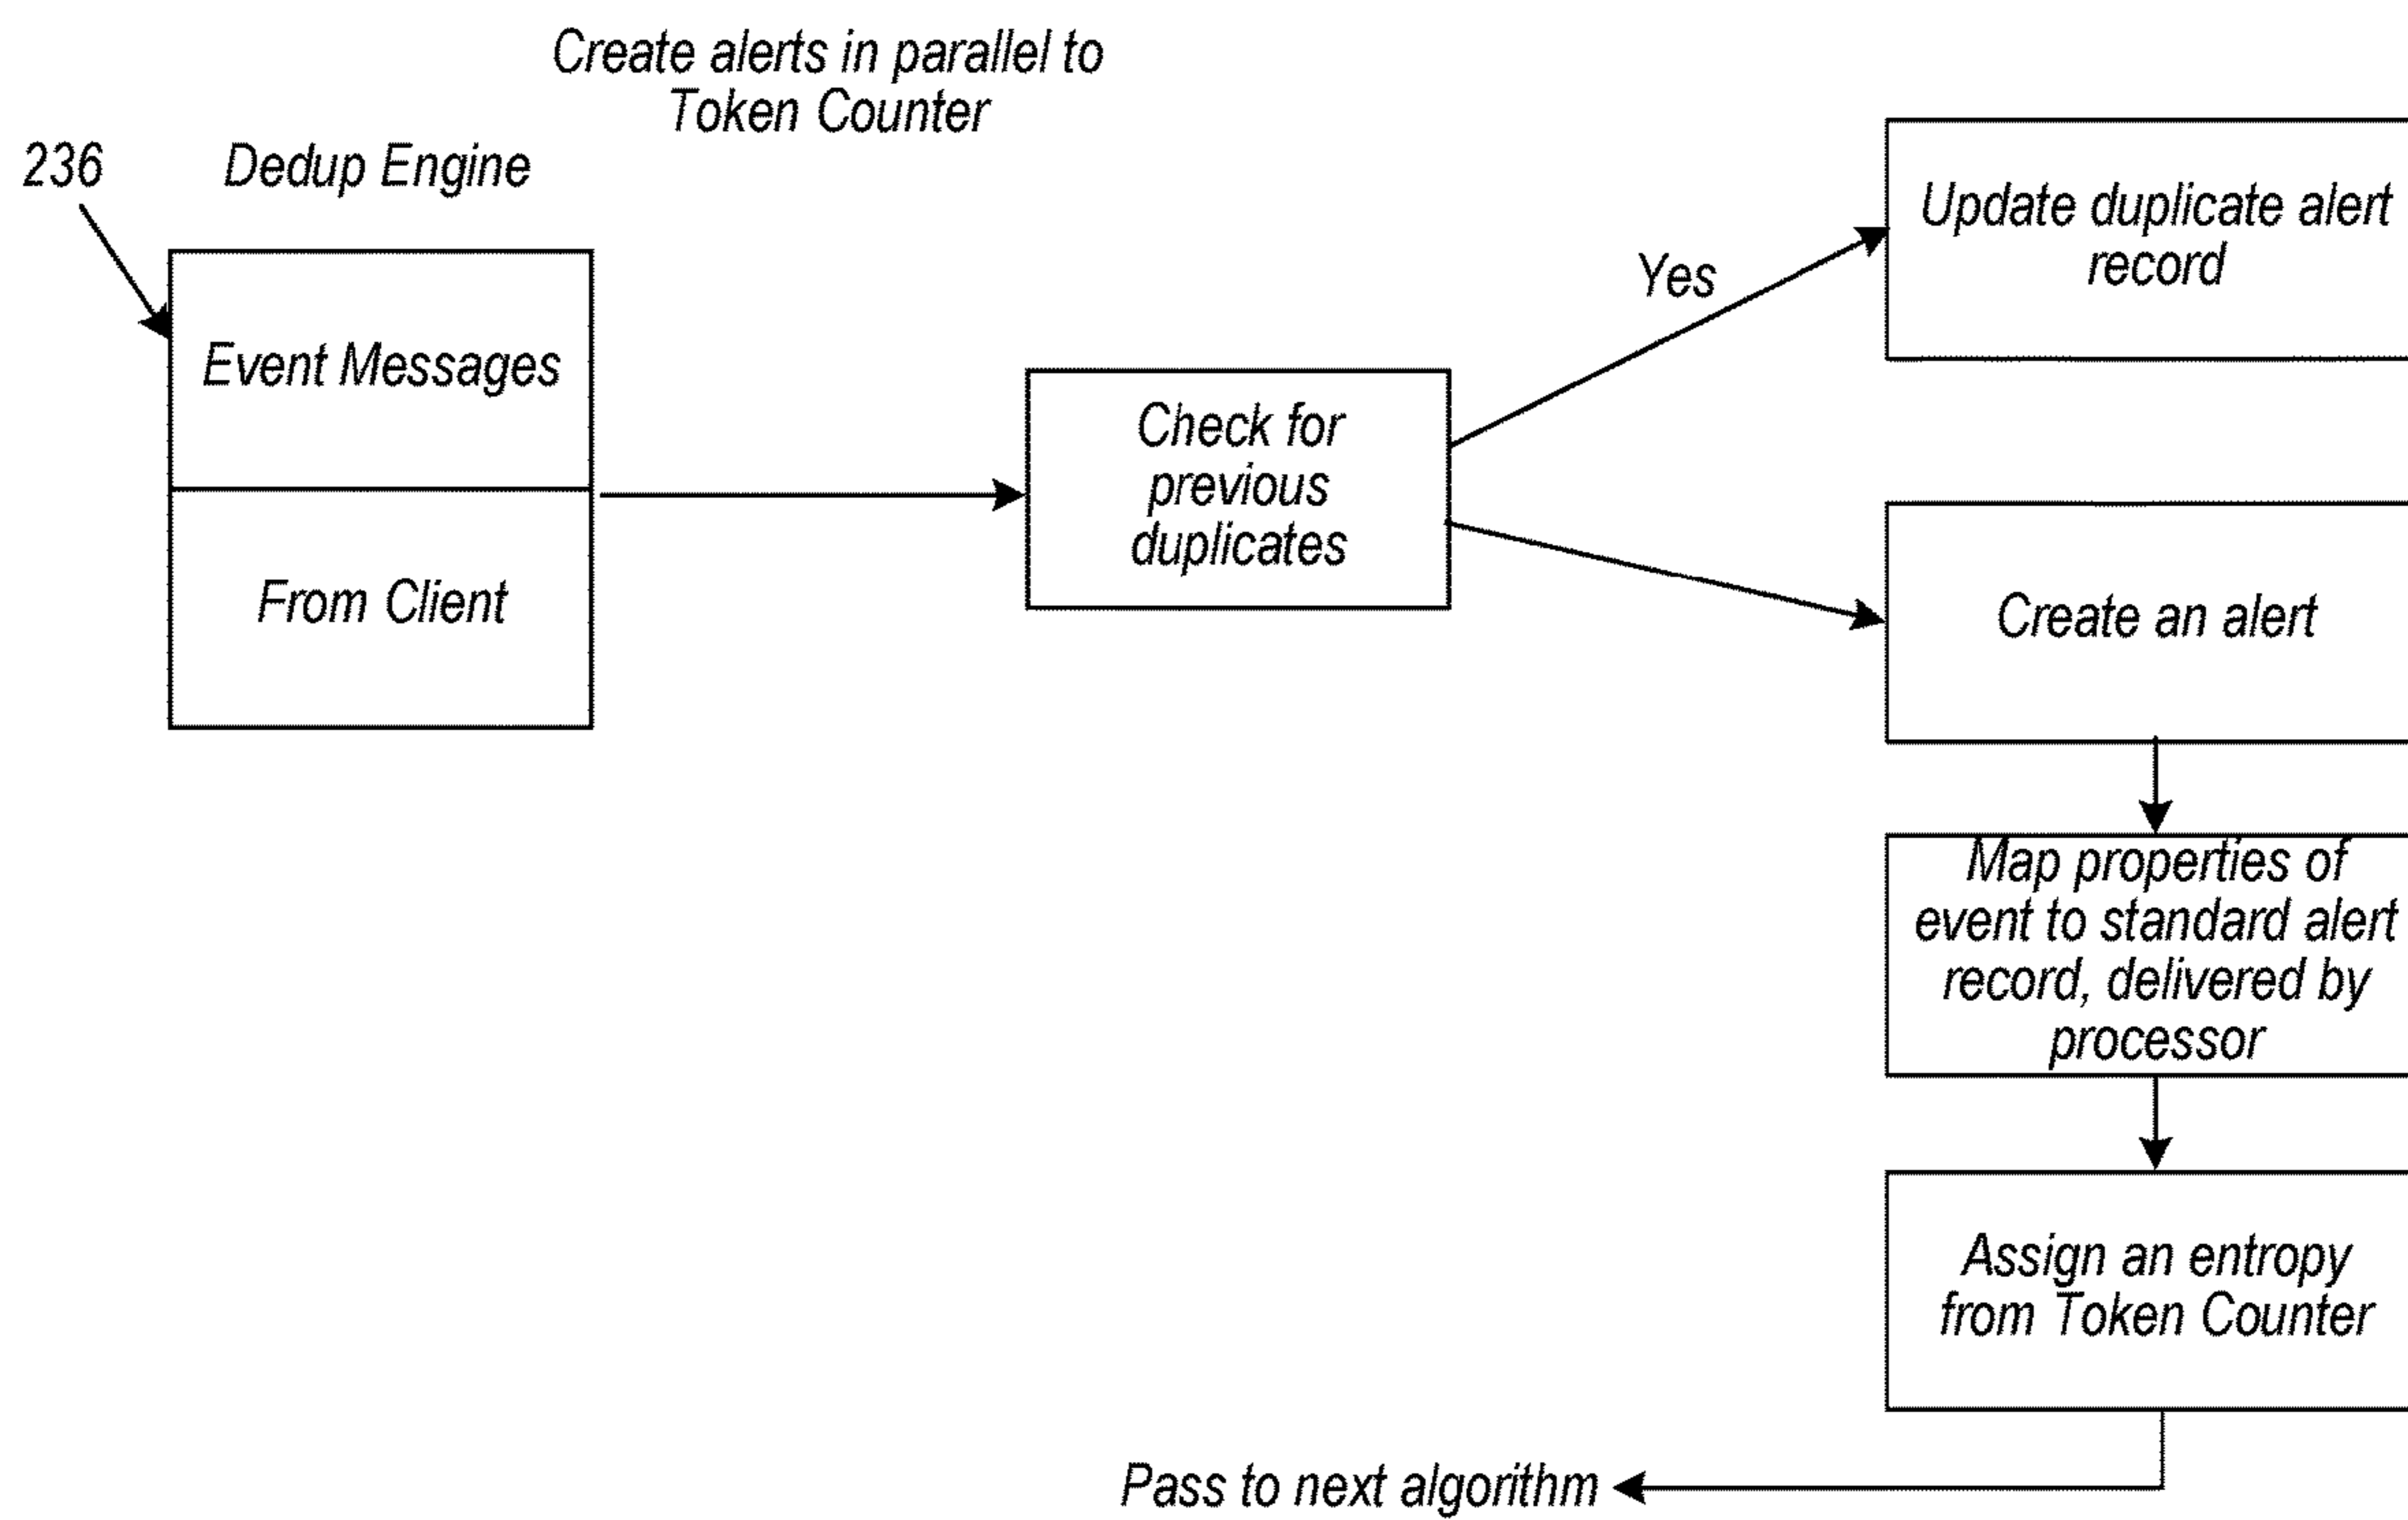 Create alerts in parallel to
Token Counter
236
Dedup Engine
Event Messages
From Client
Check for
previous
duplicates
Yes
Update duplicate alert
record
Create an alert
Map properties of
event to standard alert
record, delivered by
processor
Assign an entropy
from Token Counter
Pass to next algorithm